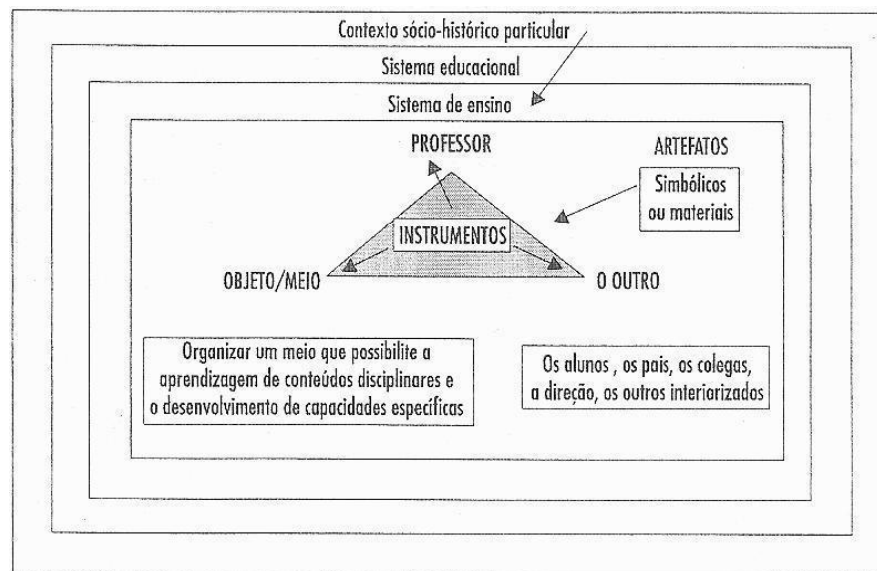 Contexto sócio-histórico particular
Sistema educacional
Sistema de ensino
PROFESSOR
ARTEFATOS
Simbólicos
ou materiais
INSTRUMENTOS
OBJETO/MEIO
O OUTRO
Organizar um meio que possibilite a
aprendizagem de conteúdos disciplinares e
o desenvolvimento de capacidades específicas
Os alunos , os pais, os colegas,
a direção, os outros interiorizados